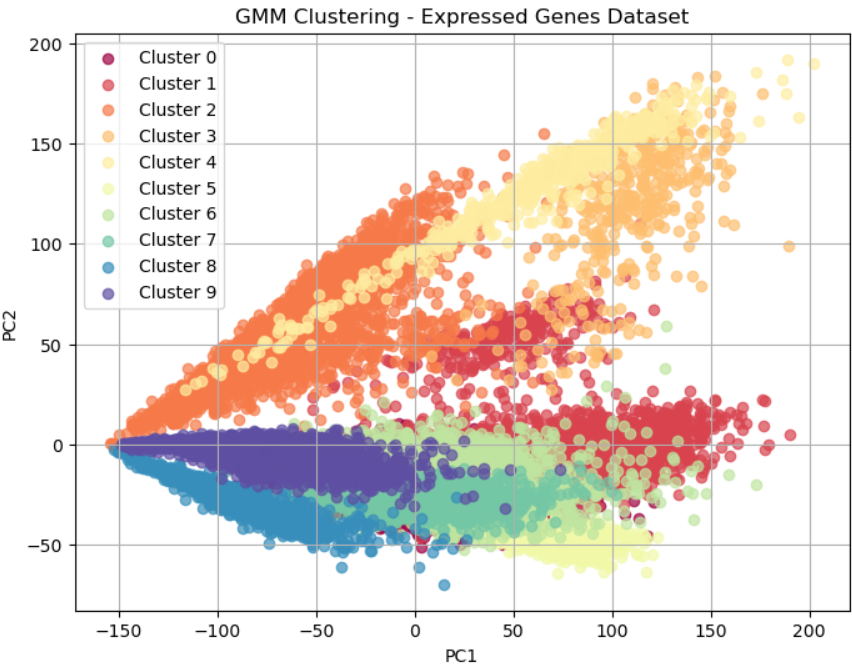 GMM Clustering - Expressed Genes Dataset
200
150
100
50
0
−50
PC2
Cluster 0
Cluster 1
Cluster 2
Cluster 3
Cluster 4
Cluster 5
Cluster 6
Cluster 7
Cluster 8
Cluster 9
−150 −100 −50 0 50 100 150 200
PC1